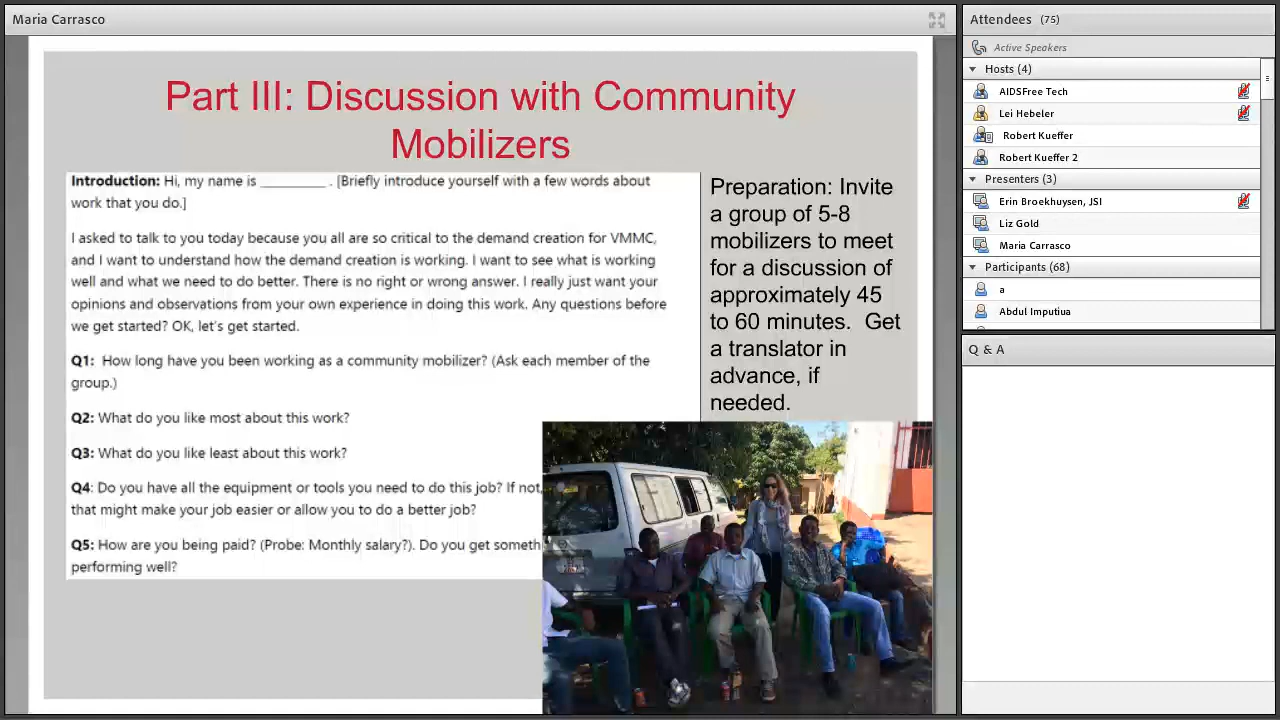 Maria Carrasco
Part III: Discussion with Community
Mobilizers
Introduction: Hi, my name is __________ . [Briefly introduce yourself with a few words about
work that you do.]
I asked to talk to you today because you all are so critical to the demand creation for VMMC,
and I want to understand how the demand creation is working. I want to see what is working
well and what we need to do better. There is no right or wrong answer. I really just want your
opinions and observations from your own experience in doing this work. Any questions before
we get started? OK, let's get started.
Q1: How long have you been working as a community mobilizer? (Ask each member of the
group.)
Q2: What do you like most about this work?
Q3: What do you like least about this work?
Q4: Do you have all the equipment or tools you need to do this job? If not,
that might make your job easier or allow you to do a better job?
Q5: How are you being paid? (Probe: Monthly salary?). Do you get someth
performing well?
Preparation: Invite
a group of 5-8
mobilizers to meet
for a discussion of
approximately 45
to 60 minutes. Get
a translator in
advance, if
needed.
Attendees (75)
Active Speakers
Hosts (4)
AIDSFree Tech
Lei Hebeler
Robert Kueffer
Robert Kueffer 2
Presenters (3)
Erin Broekhuysen, JSI
Liz Gold
Maria Carrasco
Participants (68)
a
Abdul Imputiua
Q & A